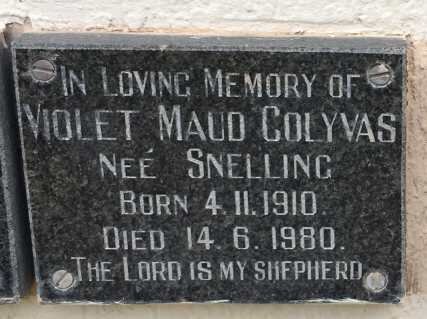 In Loving Memory of
Violet Maud Colyvas
neé Snelling
Born 4.11.1910.
Died 14.6.1980.
The Lord is my shepherd